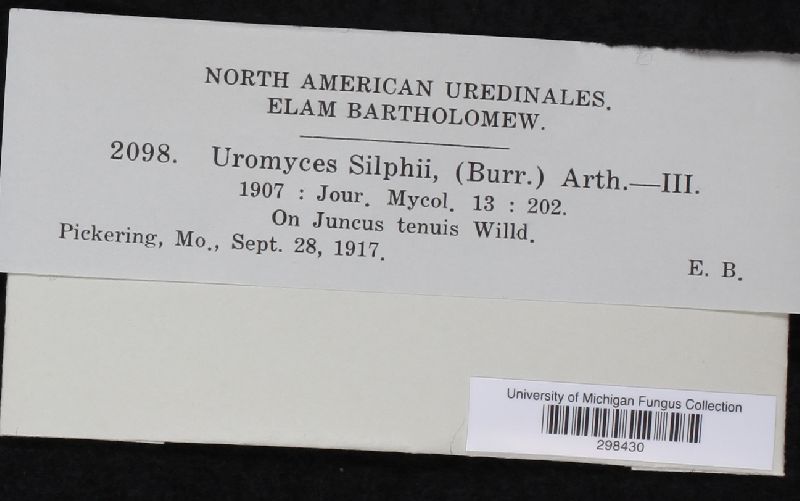 NORTH AMERICAN UREDINALES.
ELAM BARTHOLOMEW.
2098. Uromyces Silphii, (Burr.) Arth.—III.
1907 : Jour. Mycol. 13 : 202.
On Juncus tenuis Willd.
Pickering, Mo., Sept. 28, 1917.
E. B.
University of Michigan Fungus Collection
298430